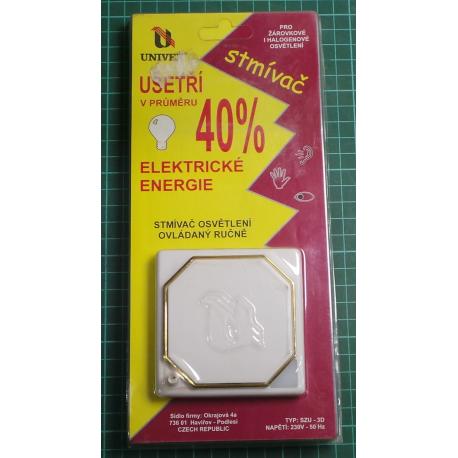 UNIVE
PRO
ŽÁROVKOVÉ
I HALOGENOVÉ
OSVĚTLENÍ
stmívač
UŠETŘÍ
V PRŮMĚRU
40%
ELEKTRICKÉ
ENERGIE
STMÍVAČ OSVĚTLENÍ
OVLÁDANÝ RUČNĚ
Sídlo firmy: Okrajová 4a
736 01 Havířov - Podlesí
CZECH REPUBLIC
TYP: SZU - 3D
NAPĚTÍ: 230V - 50 Hz